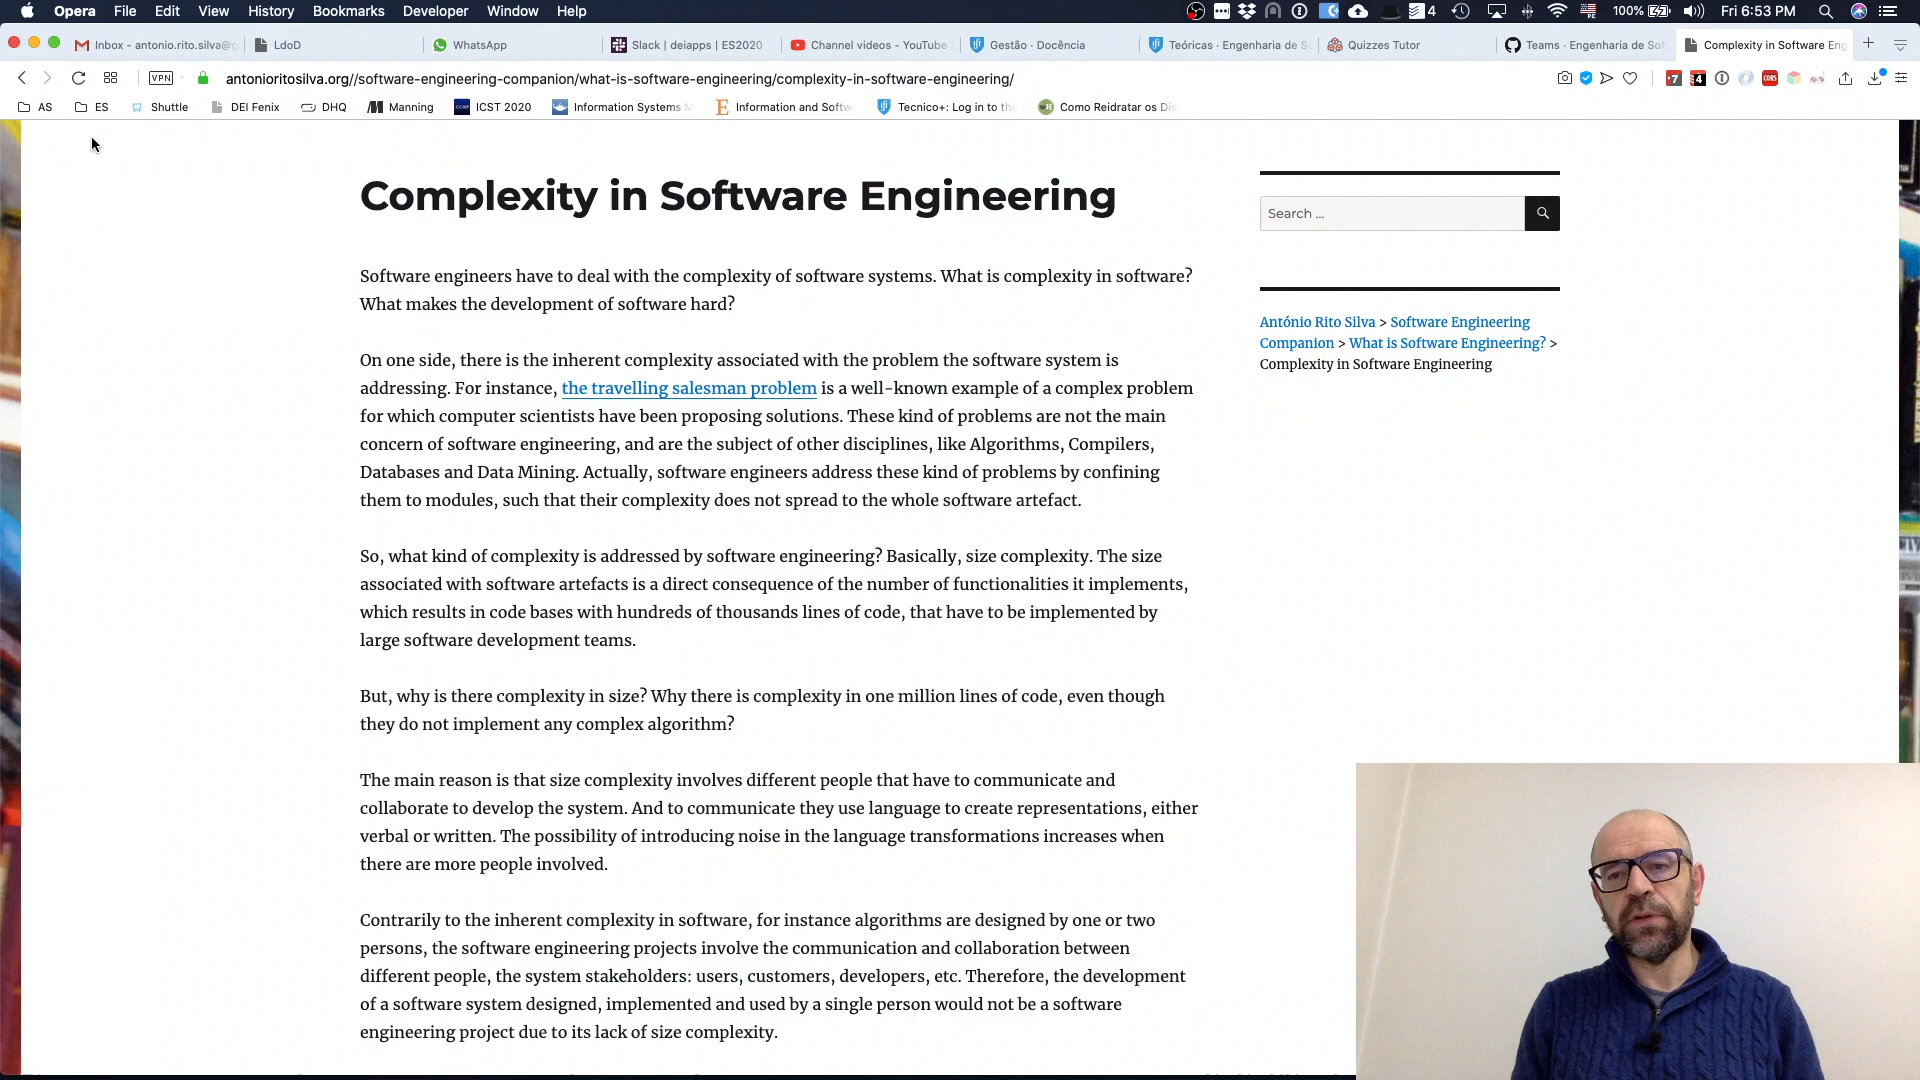 Opera File Edit View History Bookmarks Developer Window Help 4 100% Fri 6:53 PM
Inbox - antonio.rito.silva@g LdoD WhatsApp Slack | deiapps | ES2020 Channel videos - YouTube Gestão · Docência Teóricas · Engenharia de So Quizzes Tutor Teams · Engenharia de Sof Complexity in Software Eng
VPN antonioritosilva.org//software-engineering-companion/what-is-software-engineering/complexity-in-software-engineering/
AS ES Shuttle DEI Fenix DHQ Manning ICST 2020 Information Systems Information and Softw Tecnico+: Log in to the Como Reidratar os Dis
Complexity in Software Engineering
Search ...
Software engineers have to deal with the complexity of software systems. What is complexity in software?
What makes the development of software hard?
António Rito Silva > Software Engineering
Companion > What is Software Engineering? >
Complexity in Software Engineering
On one side, there is the inherent complexity associated with the problem the software system is
addressing. For instance, the travelling salesman problem is a well-known example of a complex problem
for which computer scientists have been proposing solutions. These kind of problems are not the main
concern of software engineering, and are the subject of other disciplines, like Algorithms, Compilers,
Databases and Data Mining. Actually, software engineers address these kind of problems by confining
them to modules, such that their complexity does not spread to the whole software artefact.
So, what kind of complexity is addressed by software engineering? Basically, size complexity. The size
associated with software artefacts is a direct consequence of the number of functionalities it implements,
which results in code bases with hundreds of thousands lines of code, that have to be implemented by
large software development teams.
But, why is there complexity in size? Why there is complexity in one million lines of code, even though
they do not implement any complex algorithm?
The main reason is that size complexity involves different people that have to communicate and
collaborate to develop the system. And to communicate they use language to create representations, either
verbal or written. The possibility of introducing noise in the language transformations increases when
there are more people involved.
Contrarily to the inherent complexity in software, for instance algorithms are designed by one or two
persons, the software engineering projects involve the communication and collaboration between
different people, the system stakeholders: users, customers, developers, etc. Therefore, the development
of a software system designed, implemented and used by a single person would not be a software
engineering project due to its lack of size complexity.